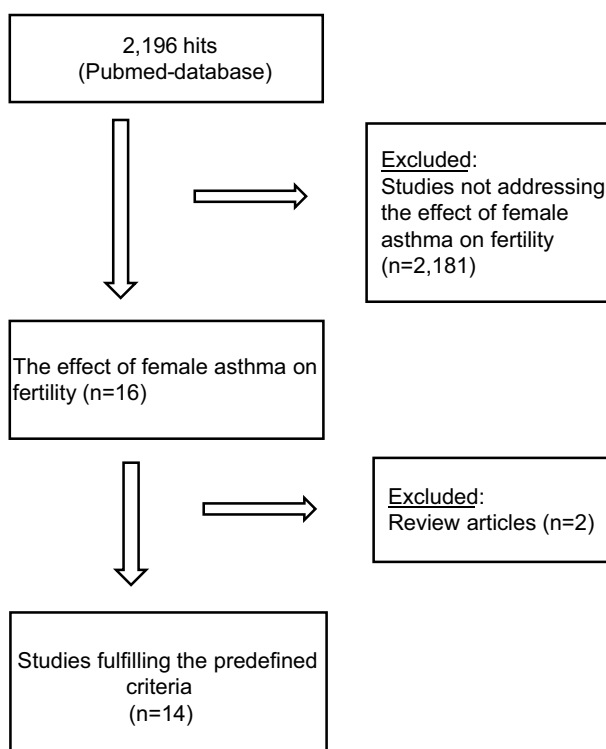 2,196 hits
(Pubmed-database)
Excluded:
Studies not addressing
the effect of female
asthma on fertility
(n=2,181)
The effect of female asthma on
fertility (n=16)
Excluded:
Review articles (n=2)
Studies fulfilling the predefined
criteria
(n=14)